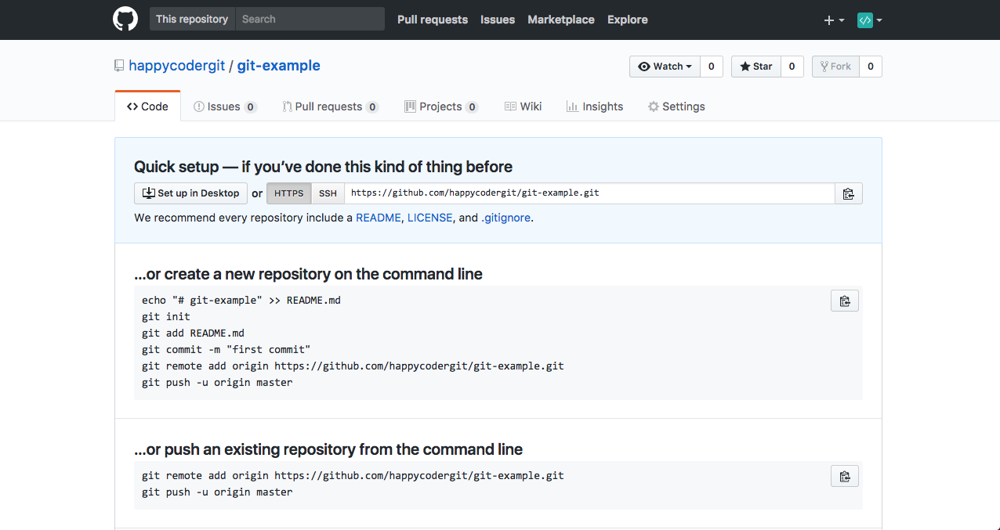 This repository Search Pull requests Issues Marketplace Explore
happycodergit / git-example Watch 0 Star 0 Fork 0
Code Issues 0 Pull requests 0 Projects 0 Wiki Insights Settings
Quick setup — if you’ve done this kind of thing before
Set up in Desktop or HTTPS SSH https://github.com/happycodergit/git-example.git
We recommend every repository include a README, LICENSE, and .gitignore.
…or create a new repository on the command line
echo "# git-example" >> README.md
git init
git add README.md
git commit -m "first commit"
git remote add origin https://github.com/happycodergit/git-example.git
git push -u origin master
…or push an existing repository from the command line
git remote add origin https://github.com/happycodergit/git-example.git
git push -u origin master